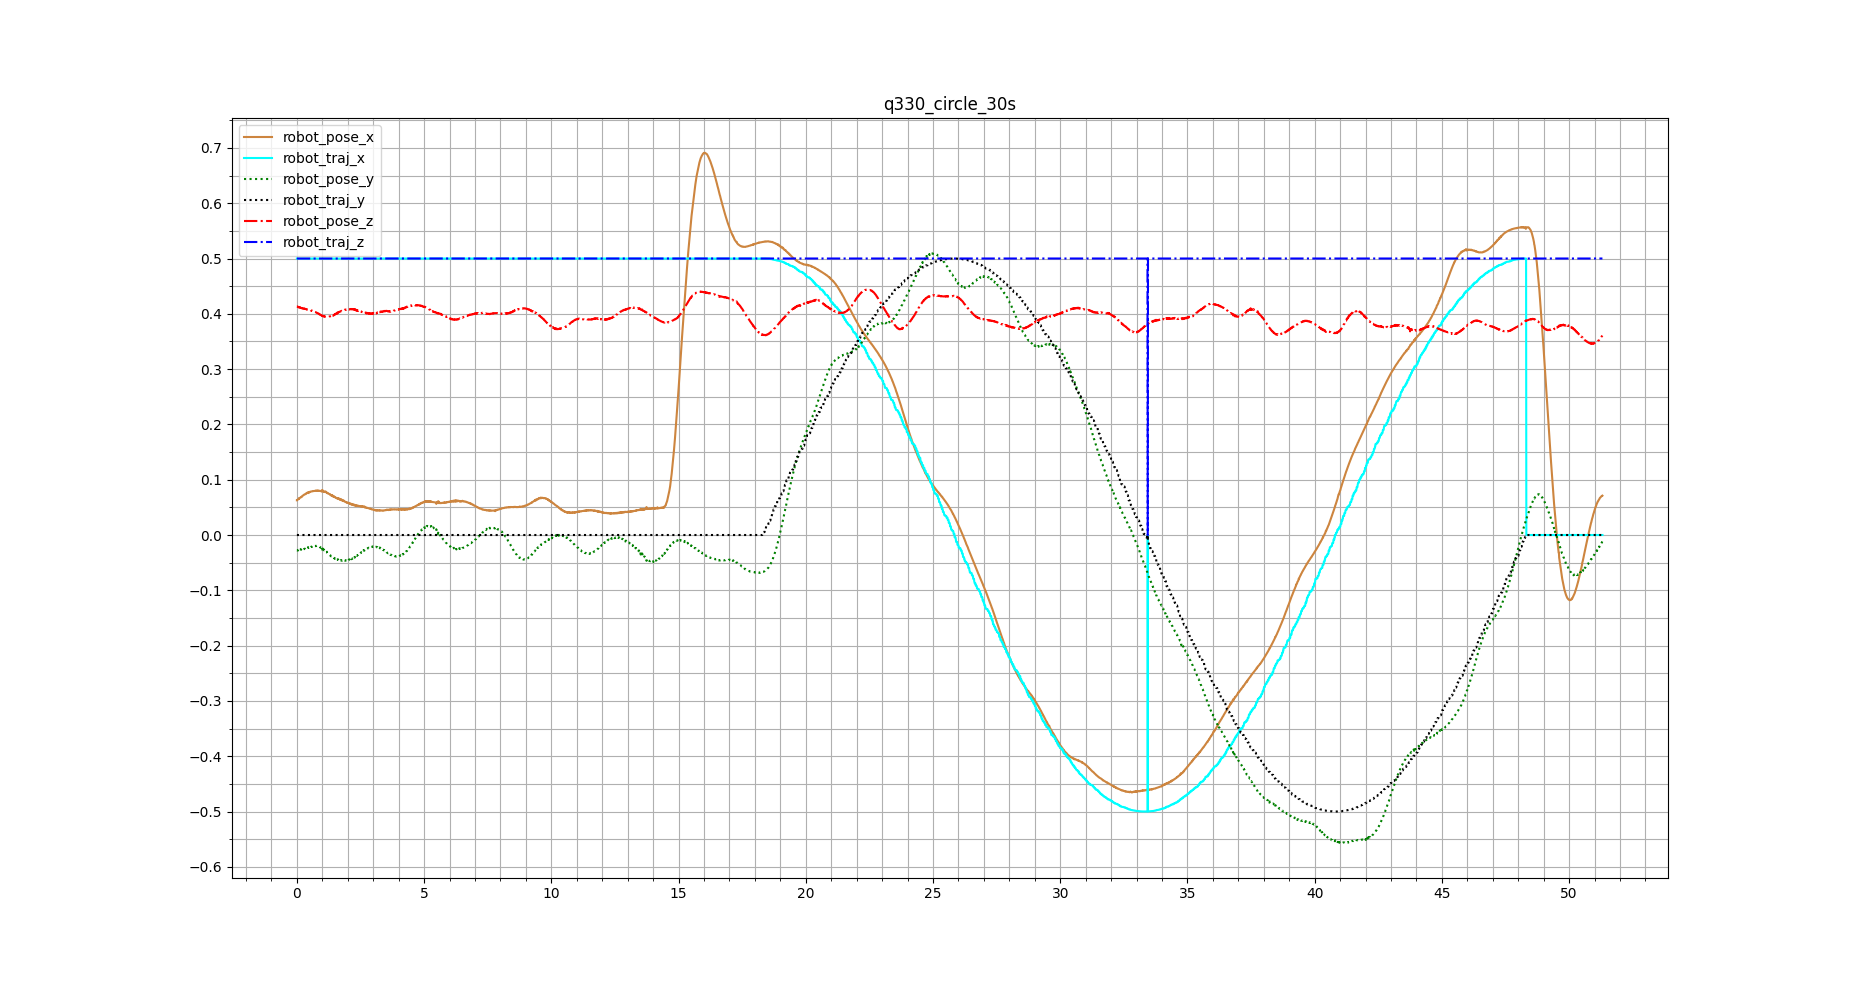 q330_circle_30s
robot_pose_x
robot_traj_x
robot_pose_y
robot_traj_y
robot_pose_z
robot_traj_z
0.7
0.6
0.5
0.4
0.3
0.2
0.1
0.0
−0.1
−0.2
−0.3
−0.4
−0.5
−0.6
0 5 10 15 20 25 30 35 40 45 50